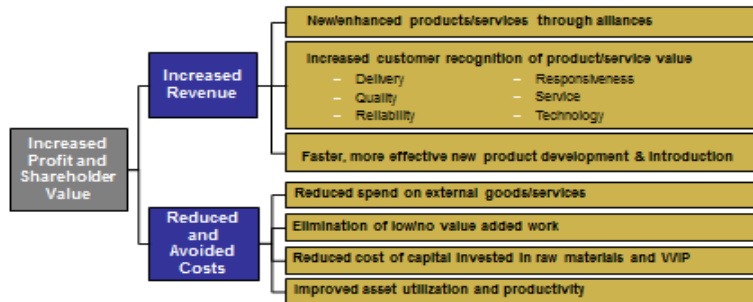 New/enhanced products/services through alliances
Increased customer recognition of product/service value
– Delivery
– Responsiveness
– Quality
– Service
– Reliability
– Technology
Increased
Revenue
Faster, more effective new product development & introduction
Increased
Profit and
Shareholder
Value
Reduced spend on external goods/services
Reduced
and
Avoided
Costs
Elimination of low/no value added work
Reduced cost of capital invested in raw materials and WIP
Improved asset utilization and productivity